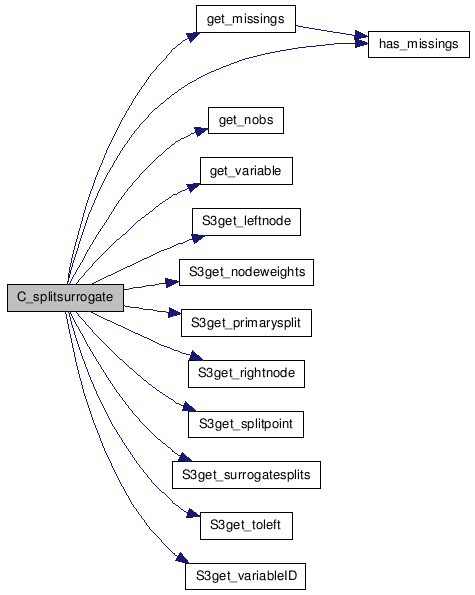 get_missings
has_missings
get_nobs
get_variable
S3get_leftnode
S3get_nodeweights
C_splitsurrogate
S3get_primarysplit
S3get_rightnode
S3get_splitpoint
S3get_surrogatesplits
S3get_toleft
S3get_variableID